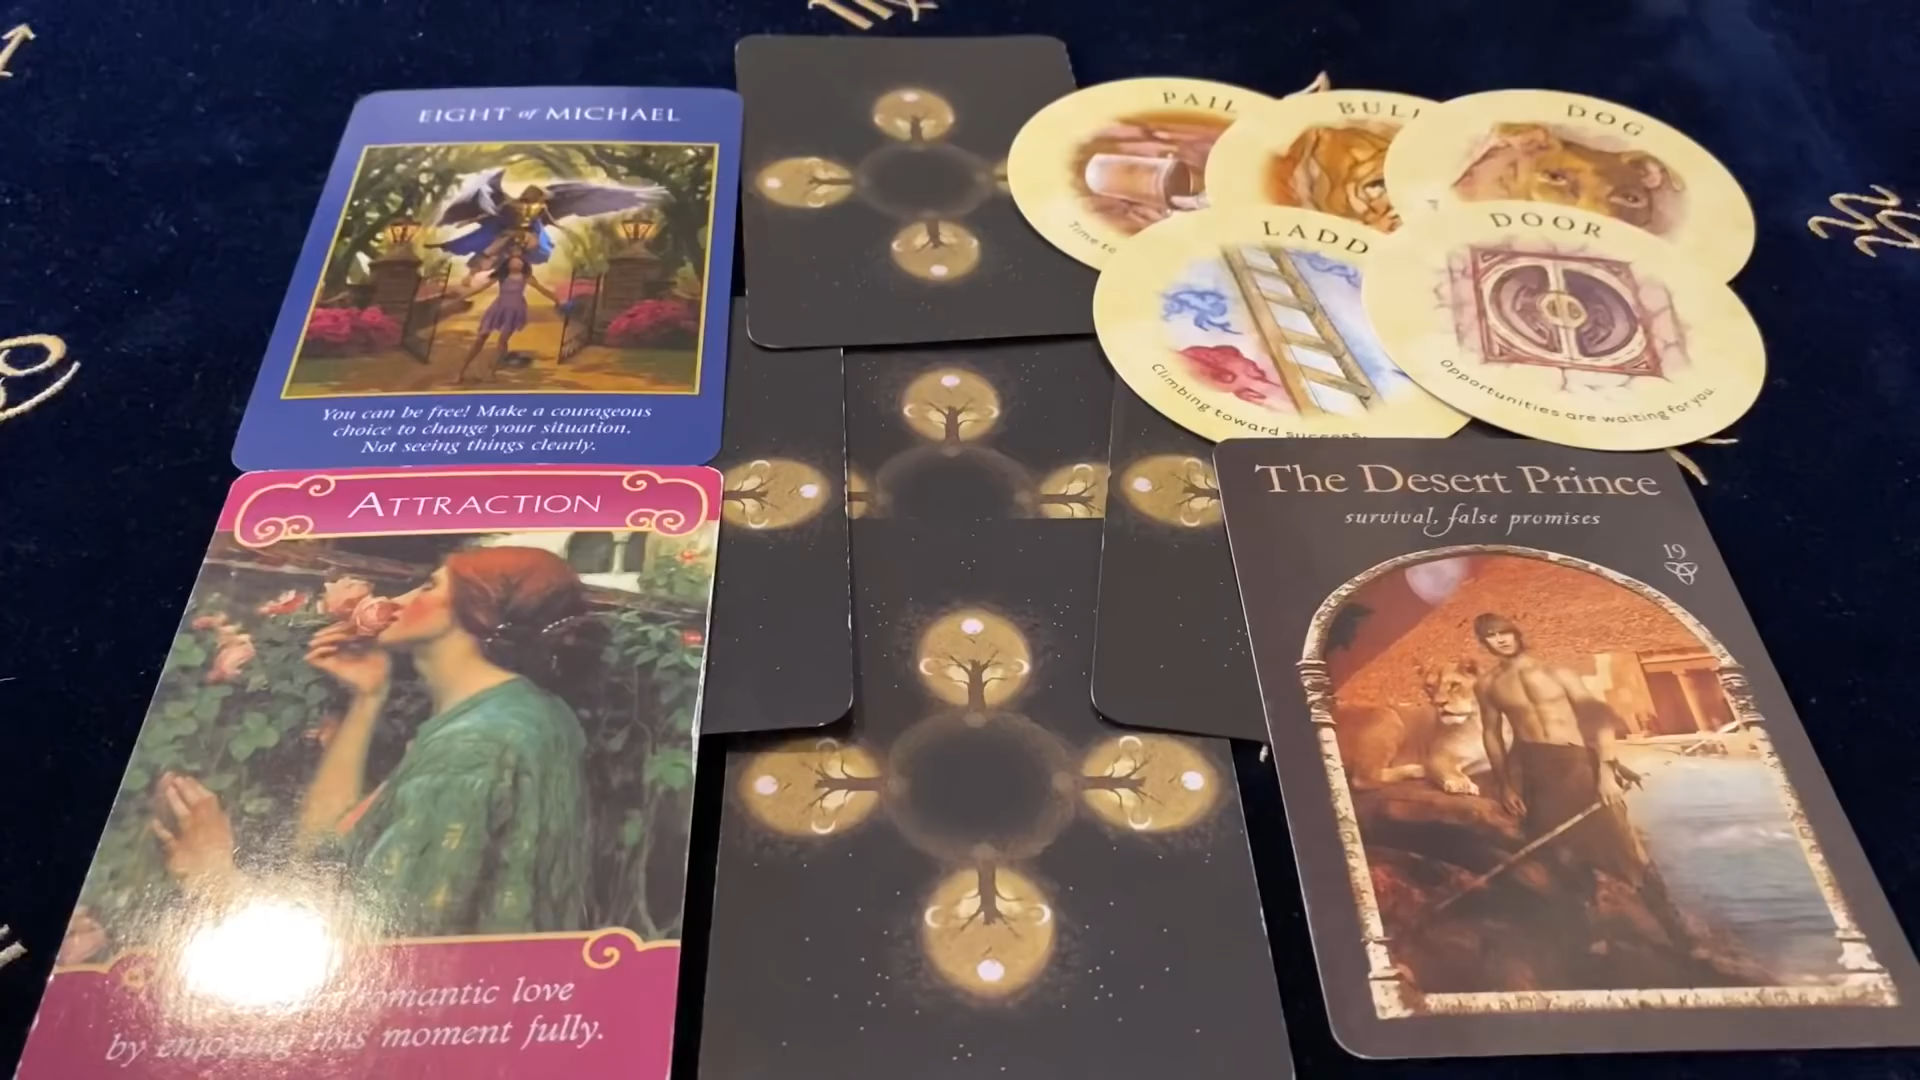 EIGHT of MICHAEL
You can be free! Make a courageous
choice to change your situation.
Not seeing things clearly.
ATTRACTION
romantic love
by enjoying this moment fully.
PAIL
Time to
BULL
DOG
LADD
Climbing toward success.
DOOR
Opportunities are waiting for you.
The Desert Prince
survival, false promises
19